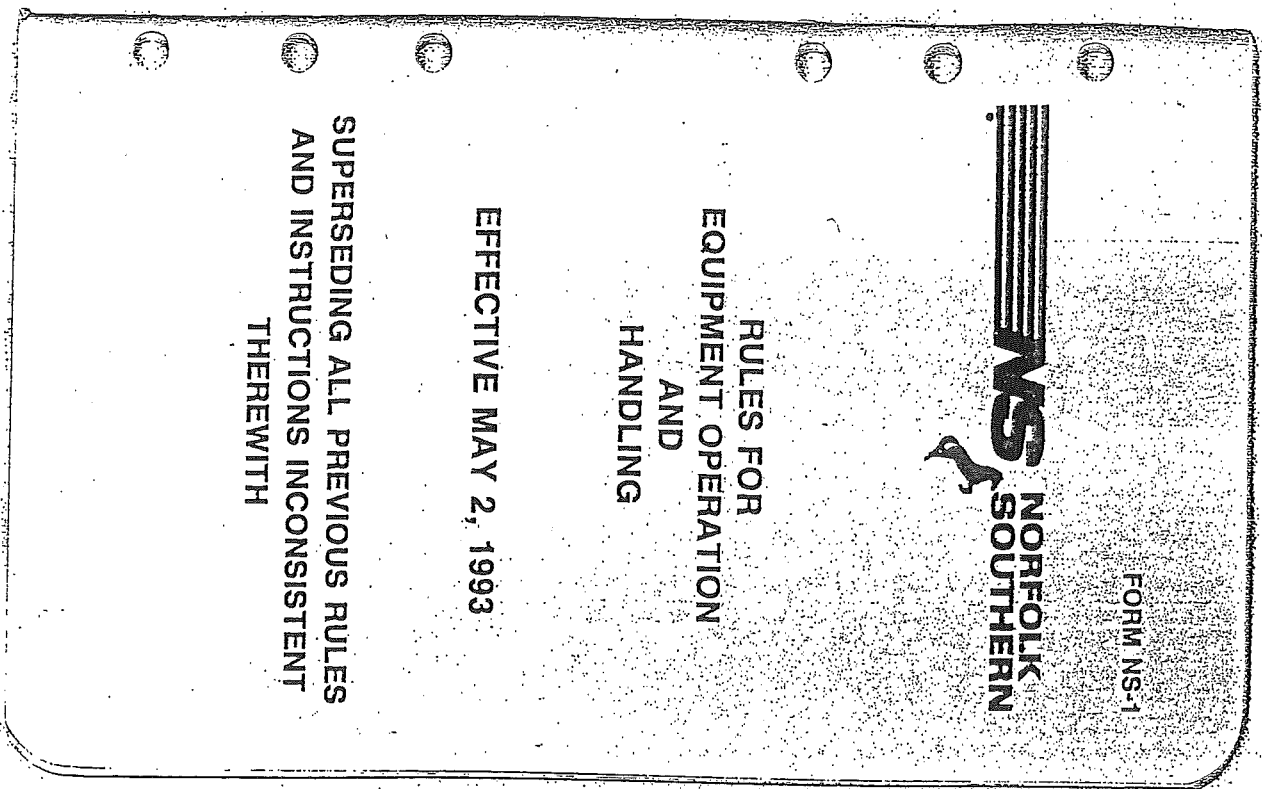 FORM NS-1
NS NORFOLK
SOUTHERN
RULES FOR
EQUIPMENT OPERATION
AND
HANDLING
EFFECTIVE MAY 2, 1993
SUPERSEDING ALL PREVIOUS RULES
AND INSTRUCTIONS INCONSISTENT
THEREWITH